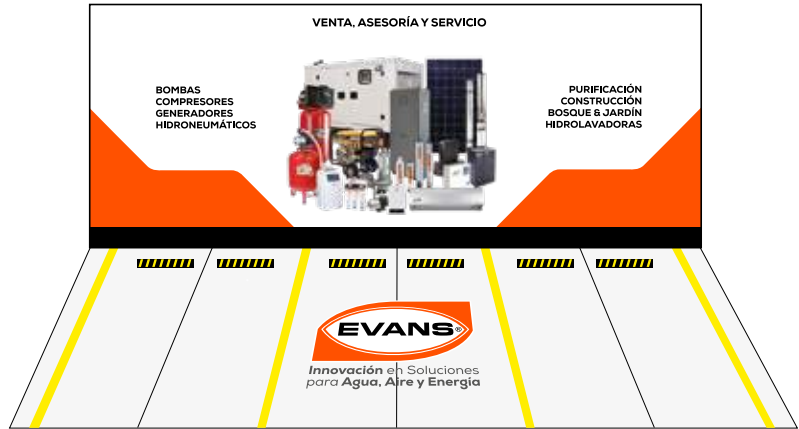 VENTA, ASESORÍA Y SERVICIO
BOMBAS
COMPRESORES
GENERADORES
HIDRONEUMÁTICOS
PURIFICACIÓN
CONSTRUCCIÓN
BOSQUE & JARDÍN
HIDROLAVADORAS
EVANS®
Innovación en Soluciones
para Agua, Aire y Energía